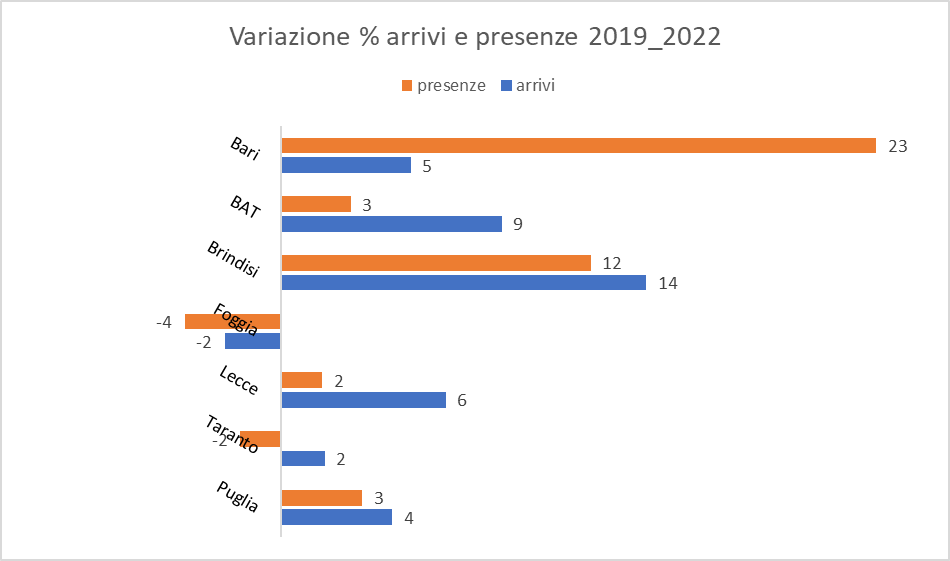 Variazione % arrivi e presenze 2019_2022
presenze arrivi
Bari 23
5
BAT 3
9
Brindisi 12
14
Foggia -4
-2
Lecce 2
6
Taranto -2
2
Puglia 3
4